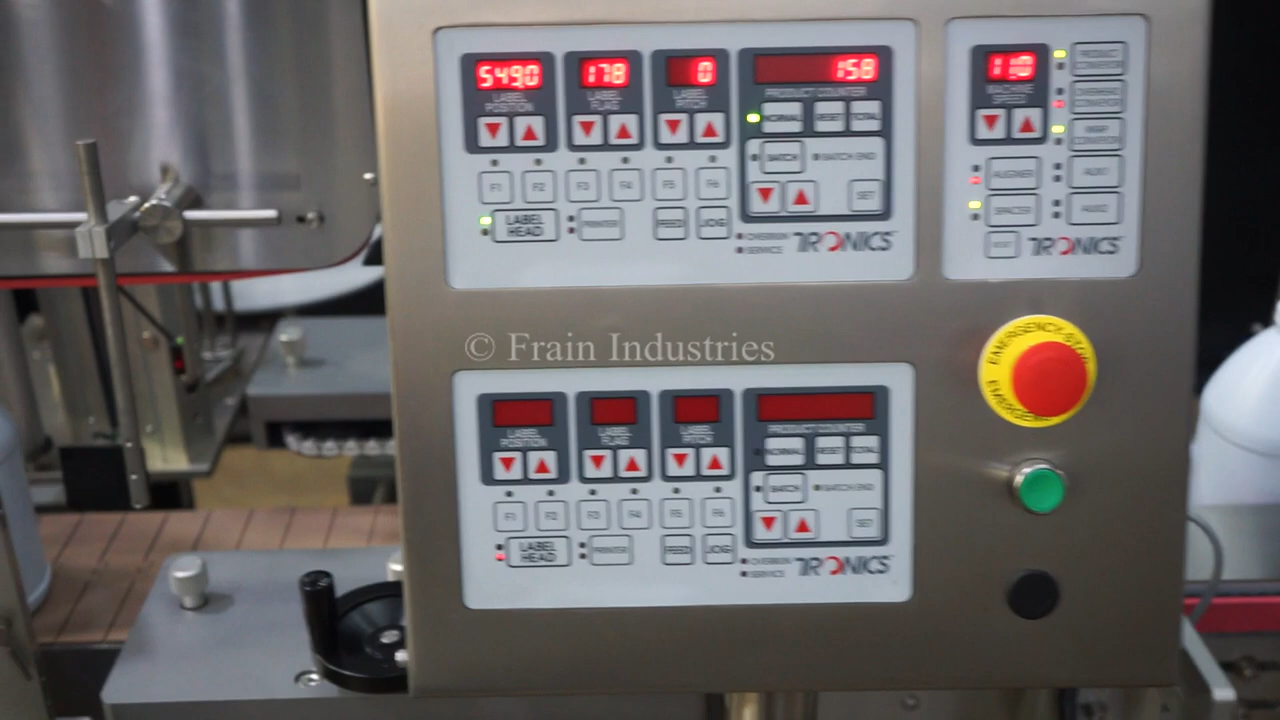 549.0
178
0
158
11.0
LABEL POSITION
LABEL FLAG
LABEL PITCH
PRODUCT COUNTER
MACHINE SPEED
PRODUCT CONVEYOR
OVERHEAD CONVEYOR
WRAP CONVEYOR
NORMAL RESET TOTAL
BATCH BATCH END
SET
F1 F2 F3 F4 F5 F6
LABEL HEAD
PRINTER
FEED JOG
OVERRUN
SERVICE
TRONICS
ALIGNER AUX1
SPACER AUX2
TRONICS
© Frain Industries
EMERGENCY-STOP
LABEL POSITION
LABEL FLAG
LABEL PITCH
PRODUCT COUNTER
NORMAL RESET TOTAL
BATCH BATCH END
SET
F1 F2 F3 F4 F5 F6
LABEL HEAD
PRINTER
FEED JOG
OVERRUN
SERVICE
TRONICS